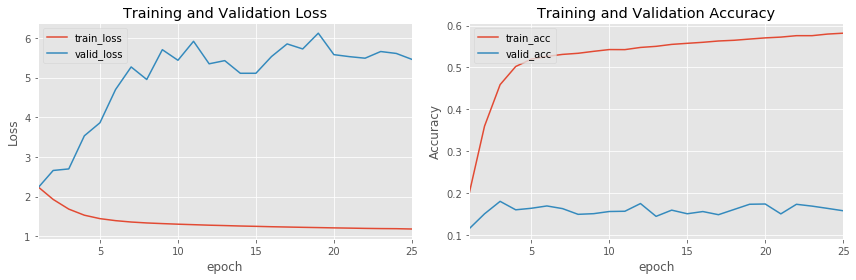 Training and Validation Loss
train_loss
valid_loss
6
5
4
3
2
1
Loss
5
10
15
20
25
epoch
Training and Validation Accuracy
train_acc
valid_acc
0.6
0.5
0.4
0.3
0.2
0.1
Accuracy
5
10
15
20
25
epoch